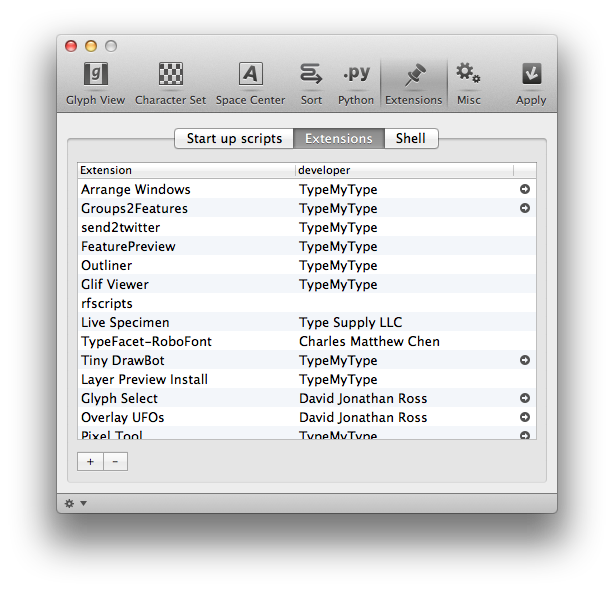 g A .py
Glyph View Character Set Space Center Sort Python Extensions Misc Apply
Start up scripts Extensions Shell
Extension developer
Arrange Windows TypeMyType
Groups2Features TypeMyType
send2twitter TypeMyType
FeaturePreview TypeMyType
Outliner TypeMyType
Glif Viewer TypeMyType
rfscripts
Live Specimen Type Supply LLC
TypeFacet-RoboFont Charles Matthew Chen
Tiny DrawBot TypeMyType
Layer Preview Install TypeMyType
Glyph Select David Jonathan Ross
Overlay UFOs David Jonathan Ross
Pixel Tool TypeMyType
+ -